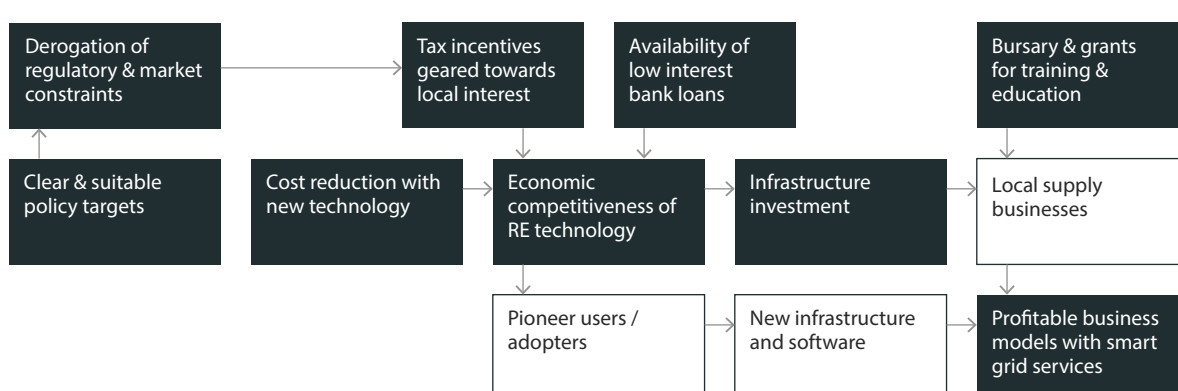 Derogation of
regulatory & market
constraints
Tax incentives
geared towards
local interest
Availability of
low interest
bank loans
Bursary & grants
for training &
education
Clear & suitable
policy targets
Cost reduction with
new technology
Economic
competitiveness of
RE technology
Infrastructure
investment
Local supply
businesses
Pioneer users /
adopters
New infrastructure
and software
Profitable business
models with smart
grid services